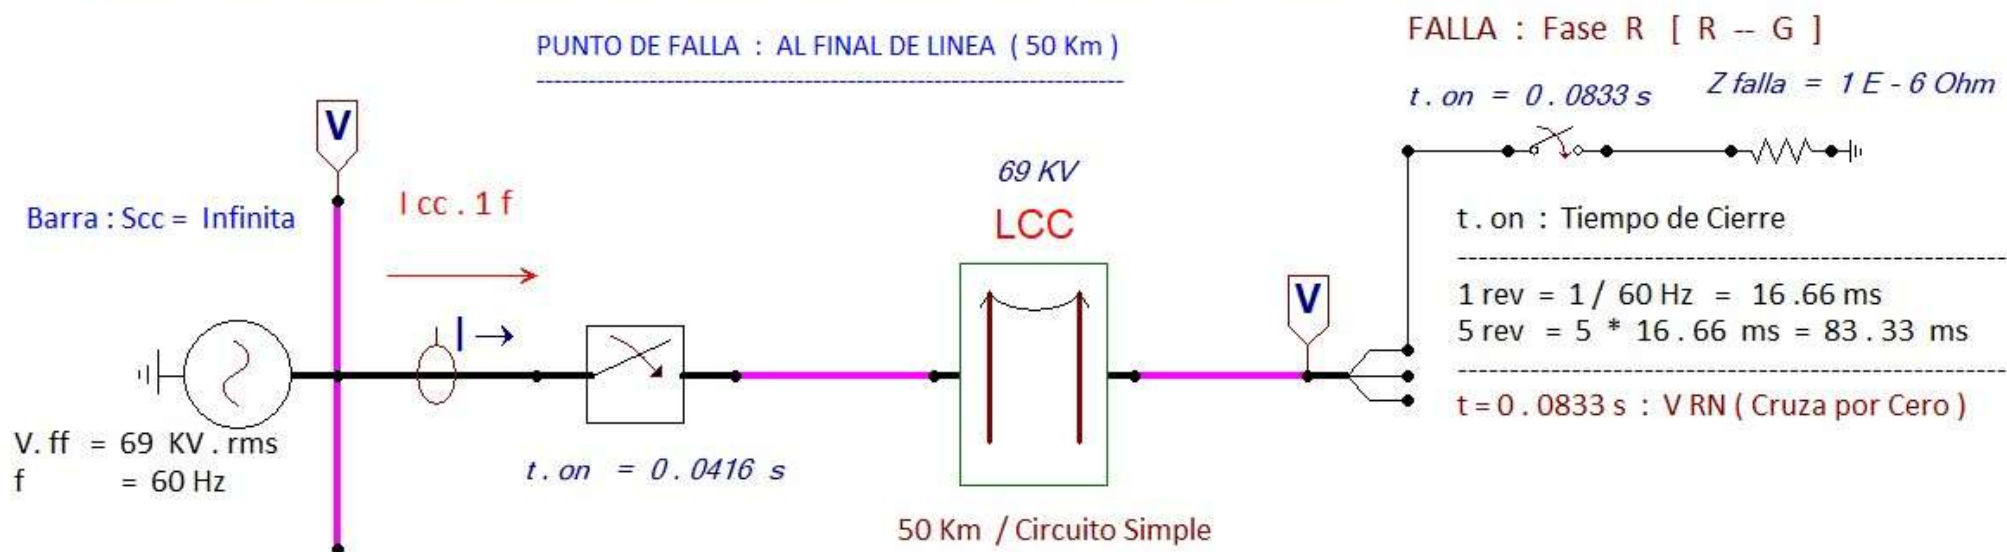 PUNTO DE FALLA : AL FINAL DE LINEA ( 50 Km )
FALLA : Fase R [ R -- G ]
t . on = 0 . 0833 s
Z falla = 1 E - 6 Ohm
V
Barra : Scc = Infinita
I cc . 1 f
69 KV
LCC
t . on : Tiempo de Cierre
1 rev = 1 / 60 Hz = 16 .66 ms
5 rev = 5 * 16 . 66 ms = 83.33 ms
t = 0 . 0833 s : V RN ( Cruza por Cero )
I
V
V. ff = 69 KV . rms
f = 60 Hz
t . on = 0 . 0416 s
50 Km / Circuito Simple